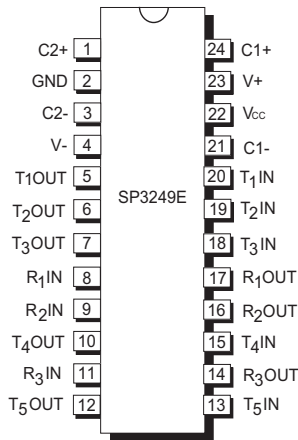 C2+ 1 24 C1+
GND 2 23 V+
C2- 3 22 Vcc
V- 4 21 C1-
T1OUT 5 20 T1IN
SP3249E
T2OUT 6 19 T2IN
T3OUT 7 18 T3IN
R1IN 8 17 R1OUT
R2IN 9 16 R2OUT
T4OUT 10 15 T4IN
R3IN 11 14 R3OUT
T5OUT 12 13 T5IN